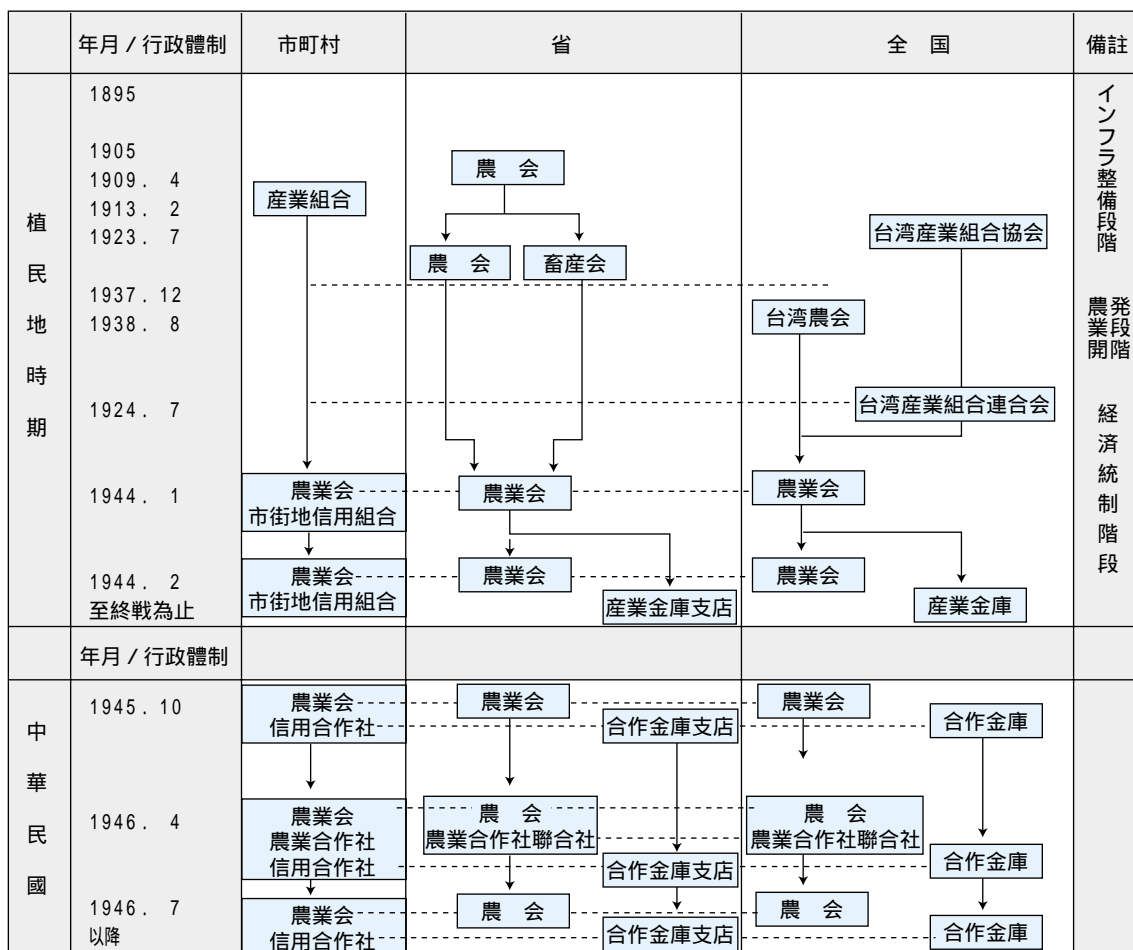 年月 / 行政體制 市町村 省 全　国 備註
植民地時期
1895
1905
1909. 4
1913. 2
1923. 7
1937.12
1938. 8
1924. 7
1944. 1
1944. 2
至終戦為止
産業組合
農業会
市街地信用組合
農業会
市街地信用組合
農　会
農　会 畜産会
農業会
農業会
産業金庫支店
台湾産業組合協会
台湾農会
台湾産業組合連合会
農業会
農業会
産業金庫
インフラ整備段階
農業開
発段階
経済統制階段
年月 / 行政體制
中華民國
1945.10
1946. 4
1946. 7
以降
農業会
信用合作社
農業会
農業合作社
信用合作社
農業会
信用合作社
農業会
合作金庫支店
農　会
農業合作社聯合社
合作金庫支店
農　会
合作金庫支店
農業会
合作金庫
農　会
農業合作社聯合社
合作金庫
農　会
合作金庫